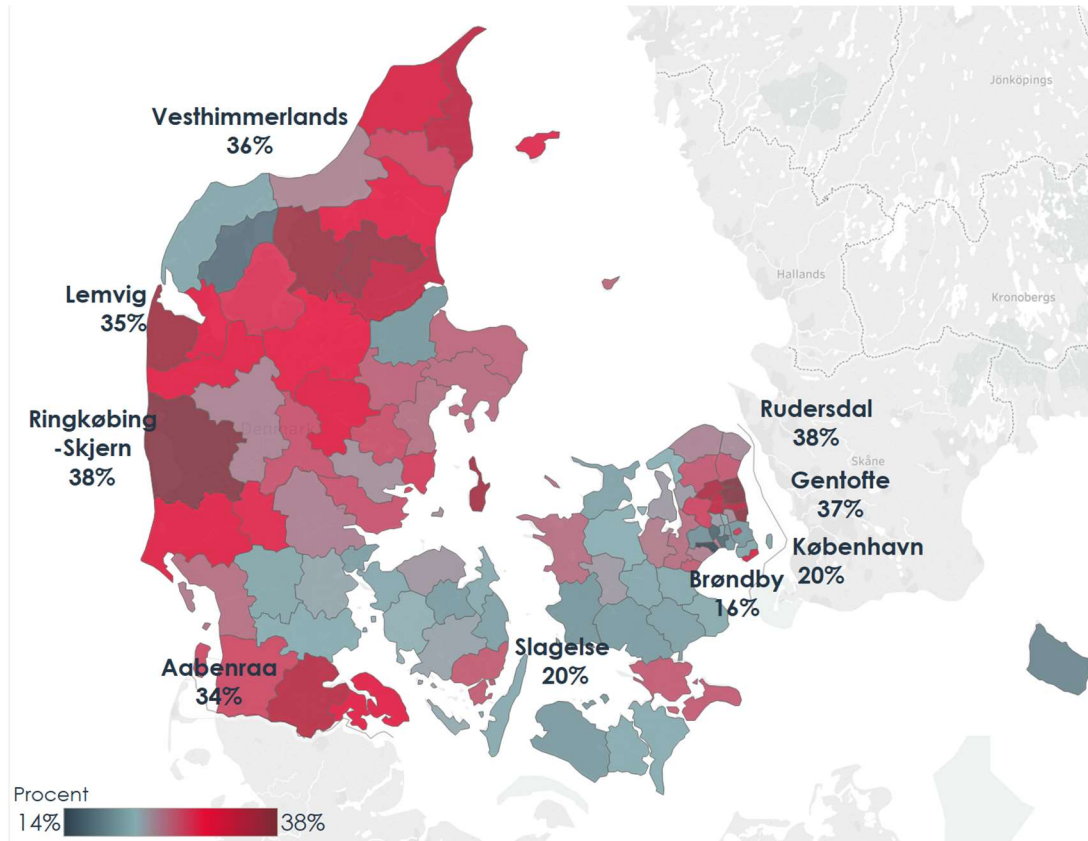 Jönköpings
Vesthimmerlands
36%
Hallands
Kronobergs
Lemvig
35%
Ringkøbing
-Skjern
38%
Denmark
Rudersdal
38%
Skåne
Gentofte
37%
København
20%
Brøndby
16%
Slagelse
20%
Aabenraa
34%
Procent
14% 38%